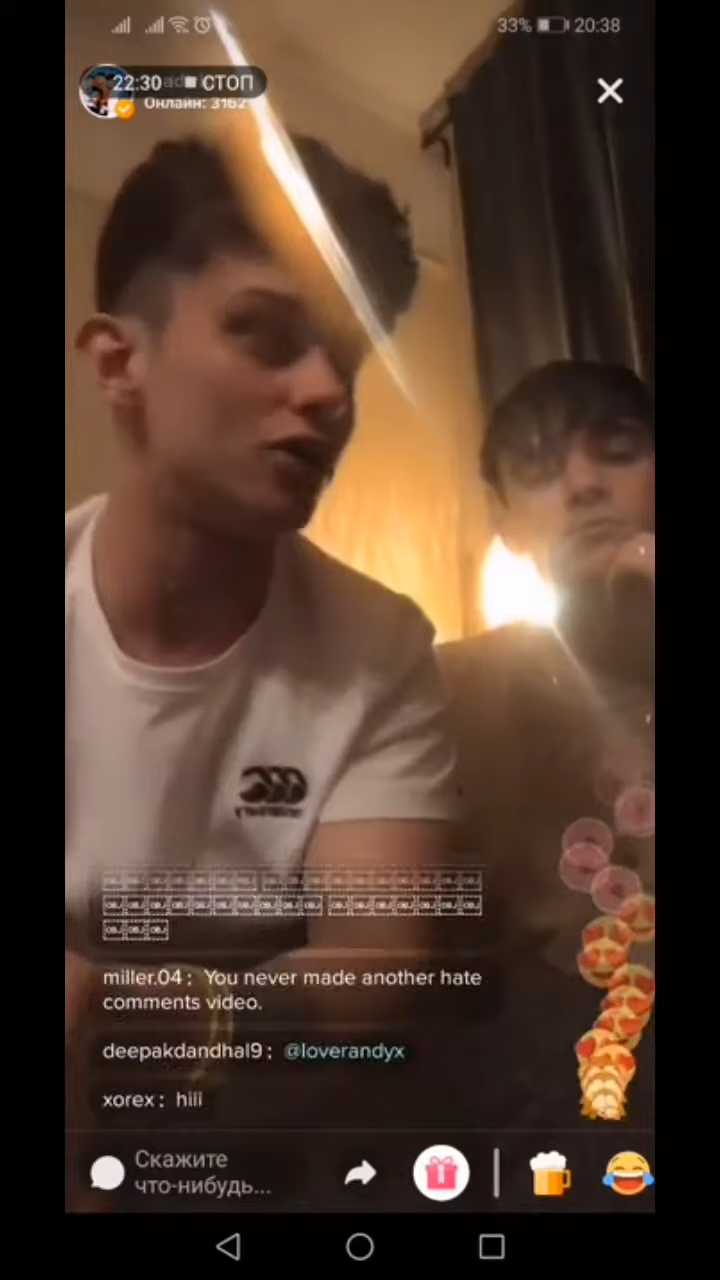 33% 20:38
22:30 СТОП
Онлайн: 3162
miller.04: You never made another hate
comments video.
deepakdandhal9: @loverandyx
xorex: hiii
Скажите
что-нибудь...